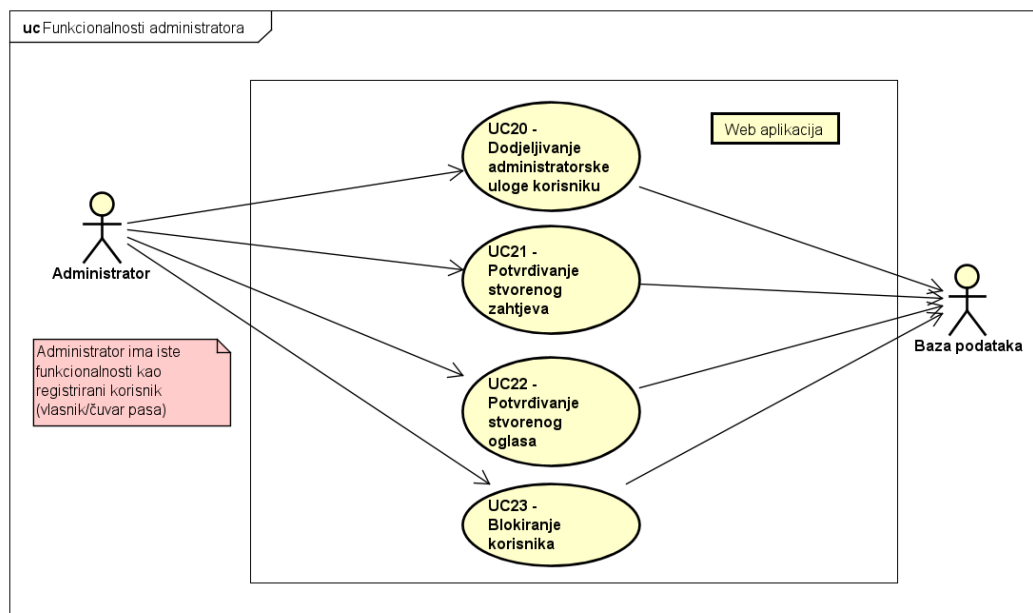 uc Funkcionalnosti administratora
Web aplikacija
UC20 -
Dodjeljivanje
administratorske
uloge korisniku
UC21 -
Potvrđivanje
stvorenog
zahtjeva
Administrator
Baza podataka
Administrator ima iste
funkcionalnosti kao
registrirani korisnik
(vlasnik/čuvar pasa)
UC22 -
Potvrđivanje
stvorenog
oglasa
UC23 -
Blokiranje
korisnika